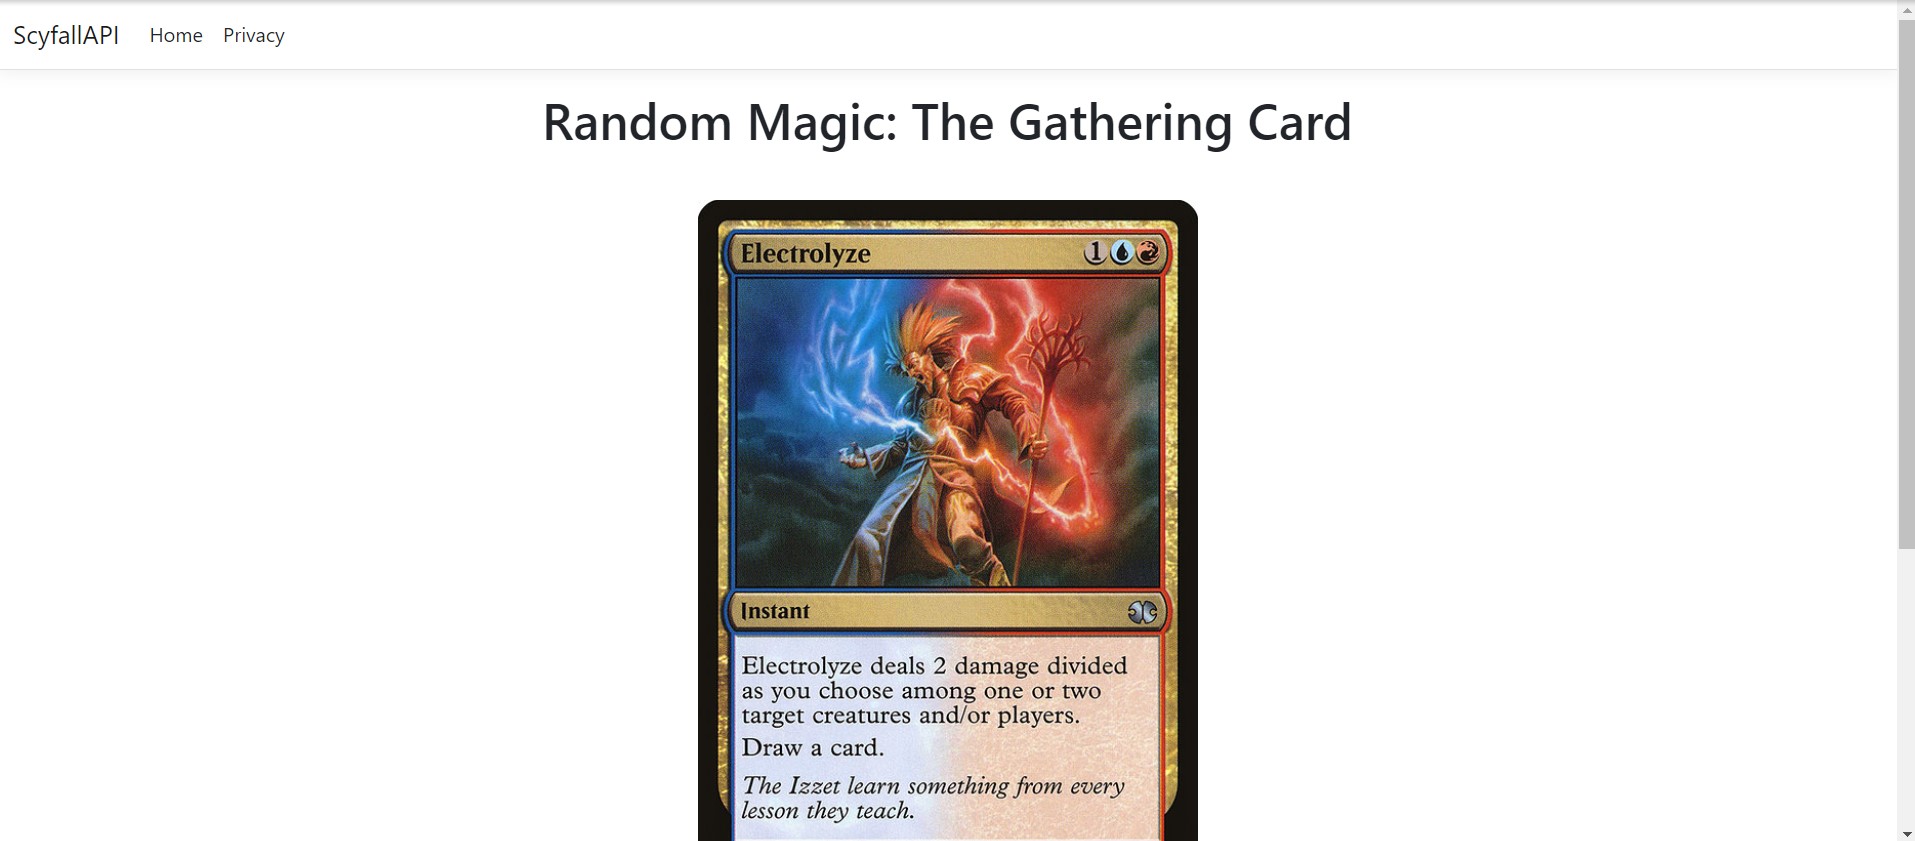 ScyfallAPI Home Privacy
Random Magic: The Gathering Card
Electrolyze 1
Instant
Electrolyze deals 2 damage divided
as you choose among one or two
target creatures and/or players.
Draw a card.
The Izzet learn something from every
lesson they teach.